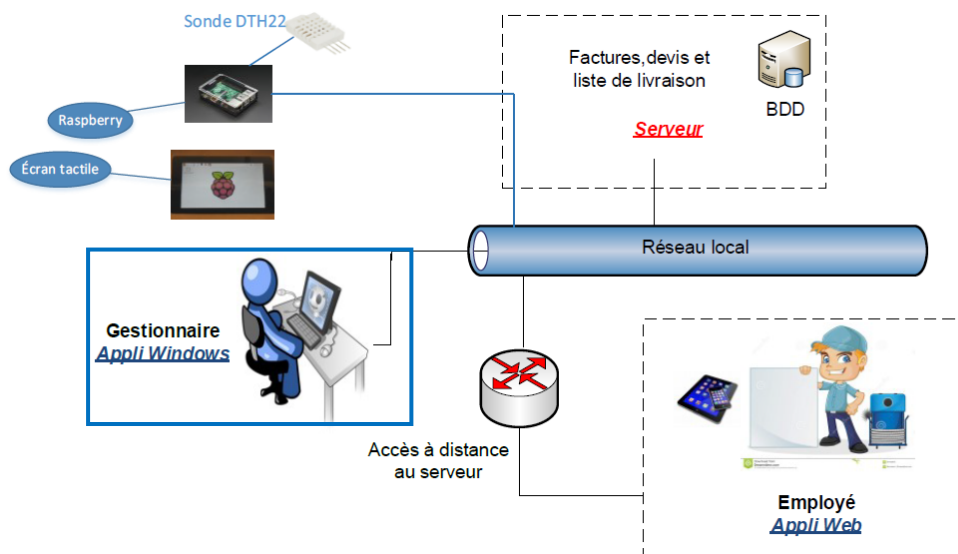 Sonde DTH22
Raspberry
Écran tactile
Factures,devis et
liste de livraison
BDD
Serveur
Réseau local
Gestionnaire
Appli Windows
Accès à distance
au serveur
Employé
Appli Web